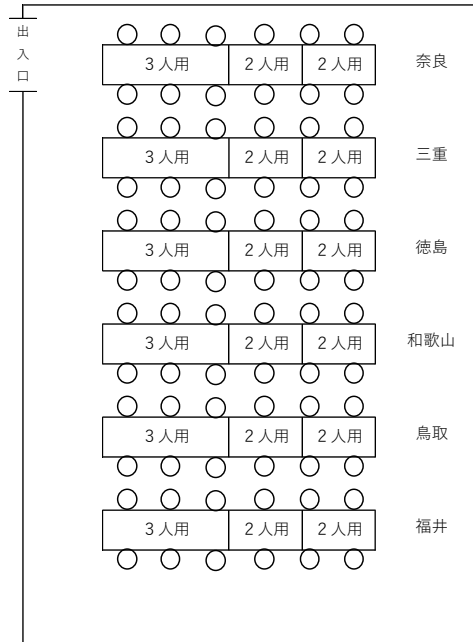 出入口
3人用 2人用 2人用 奈良
3人用 2人用 2人用 三重
3人用 2人用 2人用 徳島
3人用 2人用 2人用 和歌山
3人用 2人用 2人用 鳥取
3人用 2人用 2人用 福井